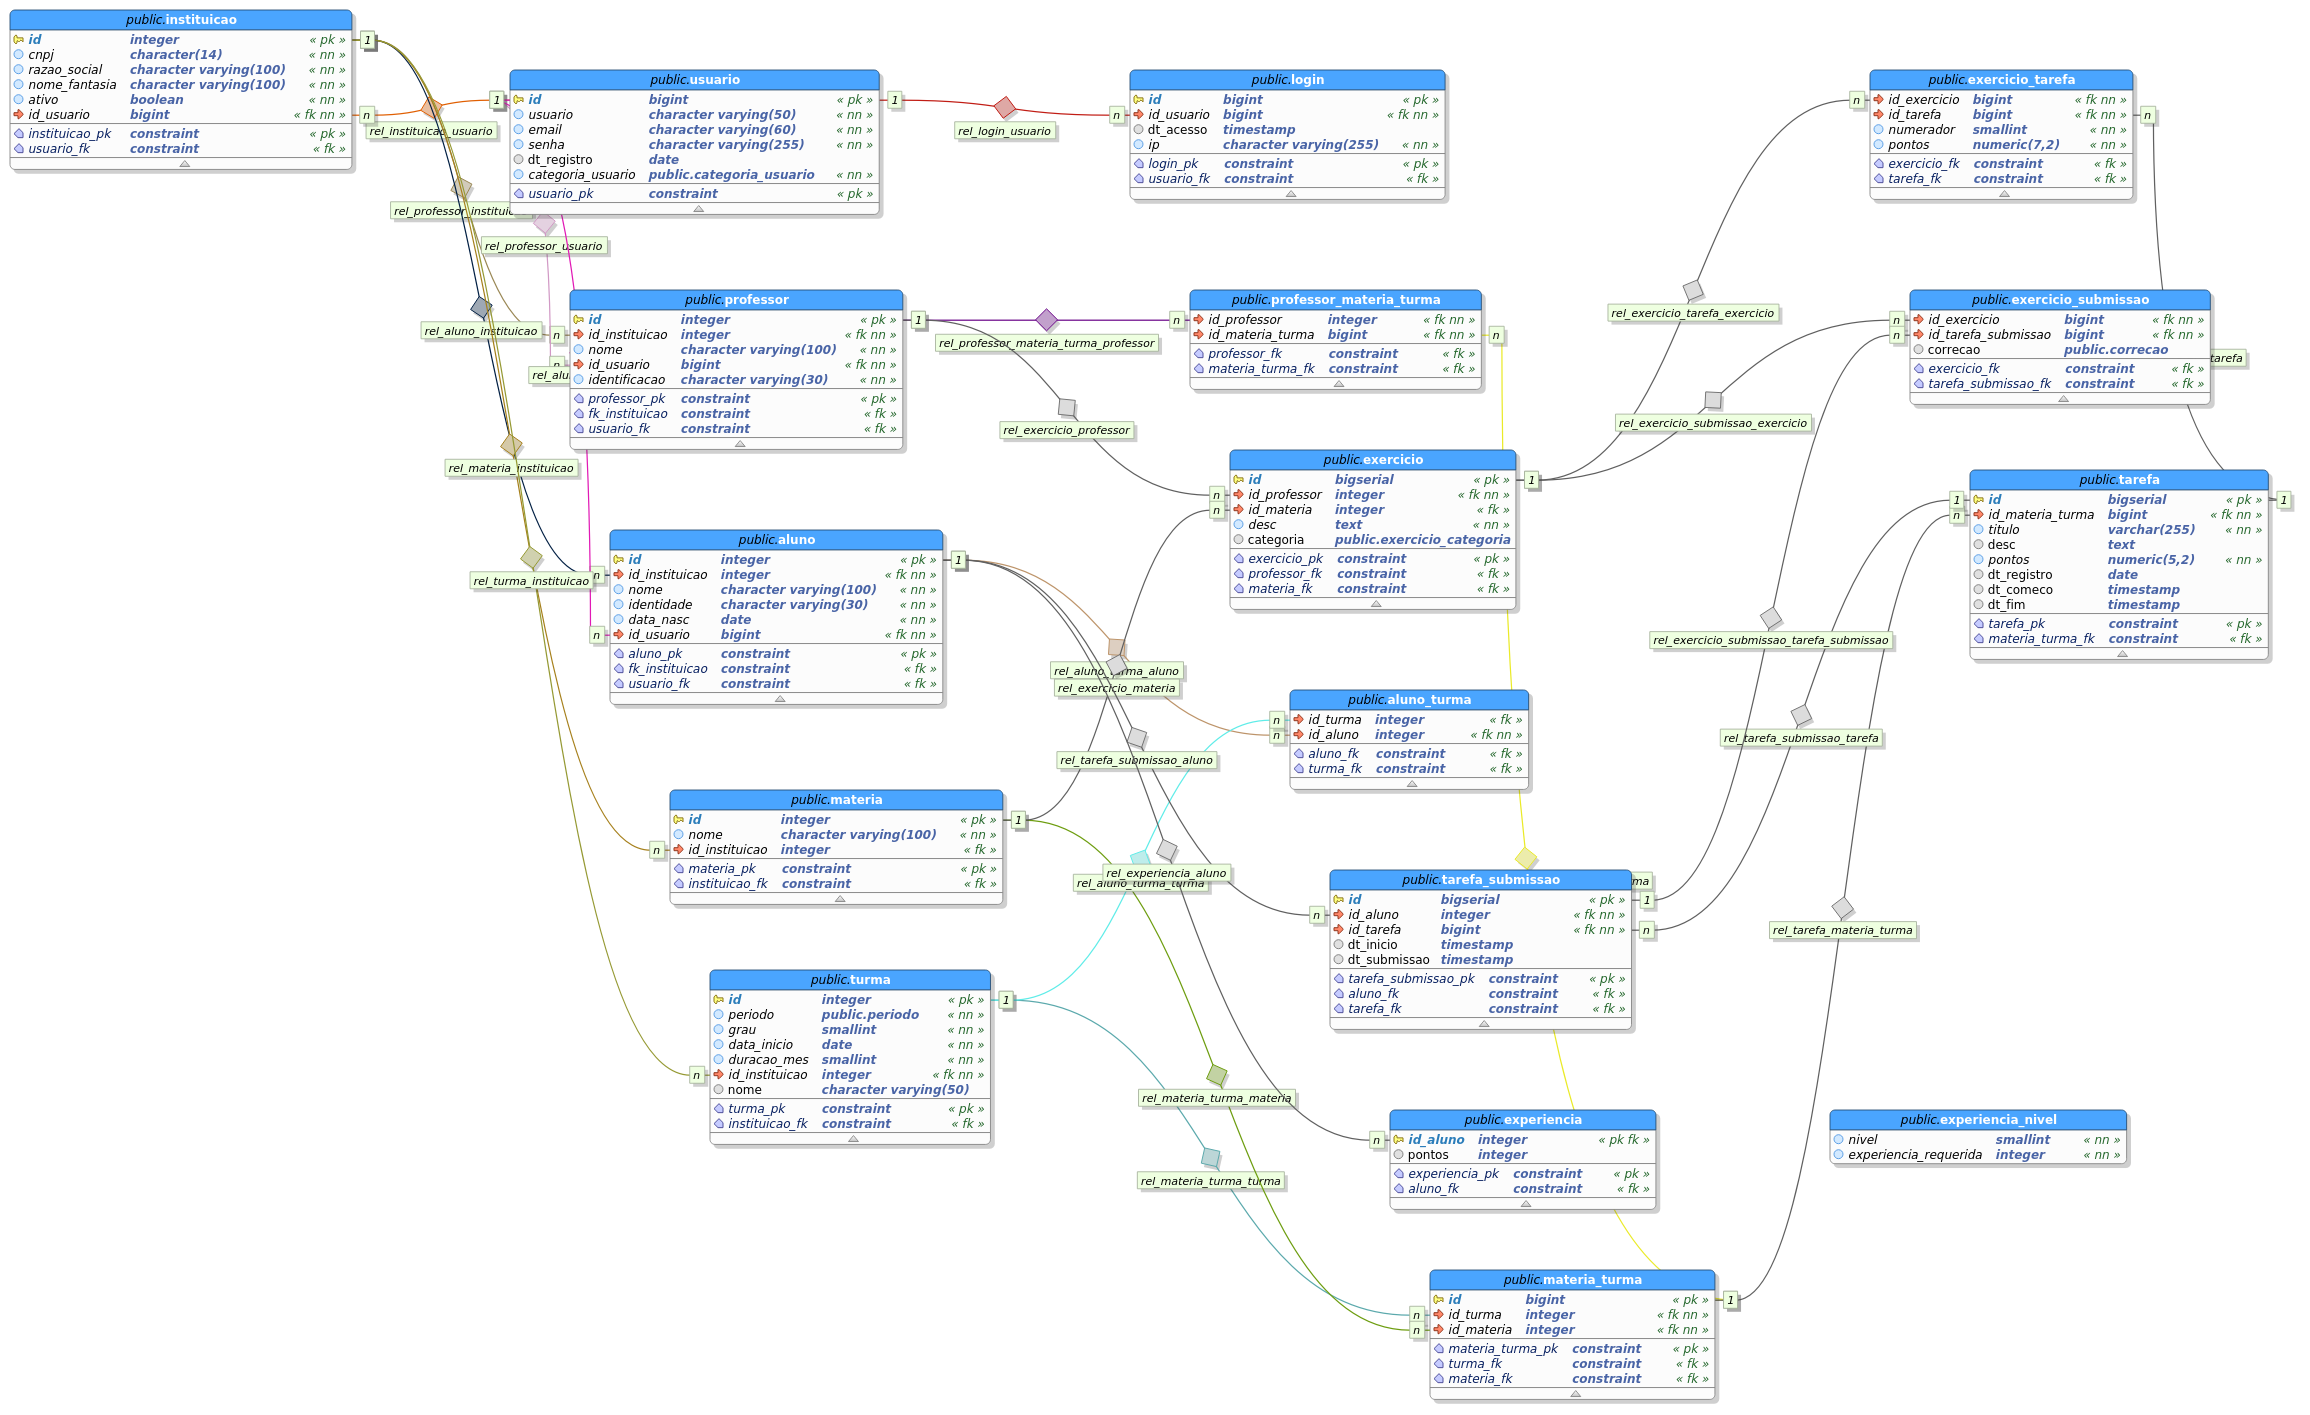 public.instituicao
id integer « pk »
cnpj character(14) « nn »
razao_social character varying(100) « nn »
nome_fantasia character varying(100) « nn »
ativo boolean « nn »
id_usuario bigint « fk nn »
instituicao_pk constraint « pk »
usuario_fk constraint « fk »
1
n
rel_instituicao_usuario
1
public.usuario
id bigint « pk »
usuario character varying(50) « nn »
email character varying(60) « nn »
senha character varying(255) « nn »
dt_registro date
categoria_usuario public.categoria_usuario « nn »
usuario_pk constraint « pk »
1
rel_login_usuario
n
public.login
id bigint « pk »
id_usuario bigint « fk nn »
dt_acesso timestamp
ip character varying(255) « nn »
login_pk constraint « pk »
usuario_fk constraint « fk »
n
public.exercicio_tarefa
id_exercicio bigint « fk nn »
id_tarefa bigint « fk nn »
numerador smallint « nn »
pontos numeric(7,2) « nn »
exercicio_fk constraint « fk »
tarefa_fk constraint « fk »
n
rel_professor_usuario
rel_aluno_instituicao
n
n
public.professor
id integer « pk »
id_instituicao integer « fk nn »
nome character varying(100) « nn »
id_usuario bigint « fk nn »
identificacao character varying(30) « nn »
professor_pk constraint « pk »
fk_instituicao constraint « fk »
usuario_fk constraint « fk »
1
rel_professor_materia_turma_professor
n
public.professor_materia_turma
id_professor integer « fk nn »
id_materia_turma bigint « fk nn »
professor_fk constraint « fk »
materia_turma_fk constraint « fk »
n
rel_exercicio_tarefa_exercicio
n
n
public.exercicio_submissao
id_exercicio bigint « fk nn »
id_tarefa_submissao bigint « fk nn »
correcao public.correcao
exercicio_fk constraint « fk »
tarefa_submissao_fk constraint « fk »
tarefa
rel_exercicio_professor
rel_exercicio_submissao_exercicio
rel_materia_instituicao
n
n
public.exercicio
id bigserial « pk »
id_professor integer « fk nn »
id_materia integer « fk »
desc text « nn »
categoria public.exercicio_categoria
exercicio_pk constraint « pk »
professor_fk constraint « fk »
materia_fk constraint « fk »
1
1
n
public.tarefa
id bigserial « pk »
id_materia_turma bigint « fk nn »
titulo varchar(255) « nn »
desc text
pontos numeric(5,2) « nn »
dt_registro date
dt_comeco timestamp
dt_fim timestamp
tarefa_pk constraint « pk »
materia_turma_fk constraint « fk »
1
rel_turma_instituicao
n
n
public.aluno
id integer « pk »
id_instituicao integer « fk nn »
nome character varying(100) « nn »
identidade character varying(30) « nn »
data_nasc date « nn »
id_usuario bigint « fk nn »
aluno_pk constraint « pk »
fk_instituicao constraint « fk »
usuario_fk constraint « fk »
1
rel_aluno_turma_aluno
rel_exercicio_materia
rel_exercicio_submissao_tarefa_submissao
n
n
public.aluno_turma
id_turma integer « fk »
id_aluno integer « fk nn »
aluno_fk constraint « fk »
turma_fk constraint « fk »
rel_tarefa_submissao_tarefa
rel_tarefa_submissao_aluno
n
public.materia
id integer « pk »
nome character varying(100) « nn »
id_instituicao integer « fk »
materia_pk constraint « pk »
instituicao_fk constraint « fk »
1
rel_experiencia_aluno
rel_aluno_turma_turma
n
public.tarefa_submissao
id bigserial « pk »
id_aluno integer « fk nn »
id_tarefa bigint « fk nn »
dt_inicio timestamp
dt_submissao timestamp
tarefa_submissao_pk constraint « pk »
aluno_fk constraint « fk »
tarefa_fk constraint « fk »
1
n
rel_tarefa_materia_turma
n
public.turma
id integer « pk »
periodo public.periodo « nn »
grau smallint « nn »
data_inicio date « nn »
duracao_mes smallint « nn »
id_instituicao integer « fk nn »
nome character varying(50)
turma_pk constraint « pk »
instituicao_fk constraint « fk »
1
rel_materia_turma_materia
rel_materia_turma_turma
n
public.experiencia
id_aluno integer « pk fk »
pontos integer
experiencia_pk constraint « pk »
aluno_fk constraint « fk »
public.experiencia_nivel
nivel smallint « nn »
experiencia_requerida integer « nn »
n
n
public.materia_turma
id bigint « pk »
id_turma integer « fk nn »
id_materia integer « fk nn »
materia_turma_pk constraint « pk »
turma_fk constraint « fk »
materia_fk constraint « fk »
1